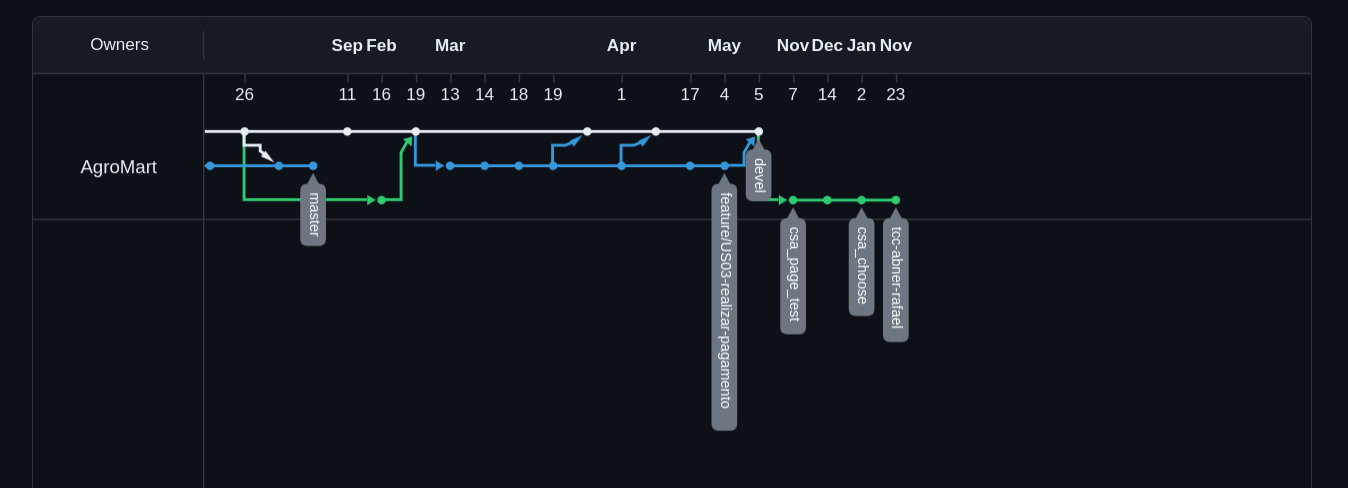 Owners
Sep Feb Mar Apr May Nov Dec Jan Nov
26 11 16 19 13 14 18 19 1 17 4 5 7 14 2 23
AgroMart
master
feature/US03-realizar-pagamento
devel
csa_page_test
csa_choose
tcc-abner-rafael